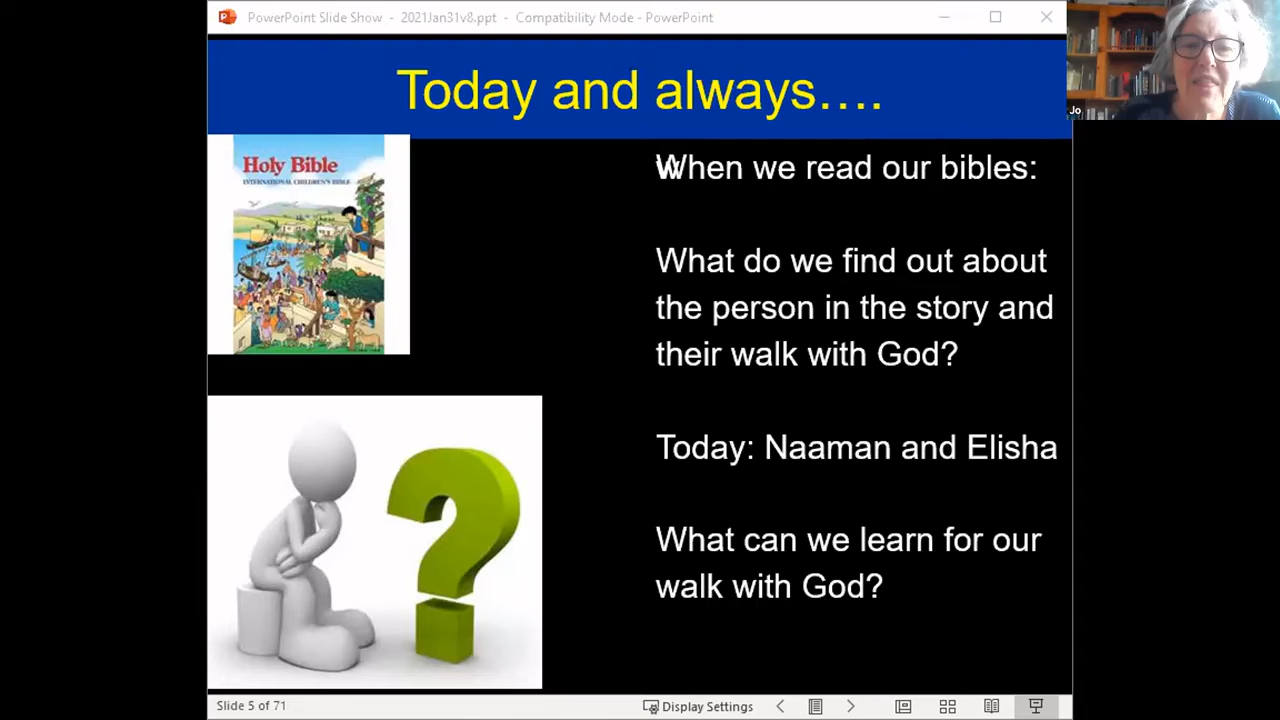 PowerPoint Slide Show - 2021Jan31v8.ppt - Compatibility Mode - PowerPoint
Today and always….
Jo
Holy Bible
INTERNATIONAL CHILDREN'S BIBLE
When we read our bibles:
What do we find out about
the person in the story and
their walk with God?
Today: Naaman and Elisha
What can we learn for our
walk with God?
Slide 5 of 71
Display Settings